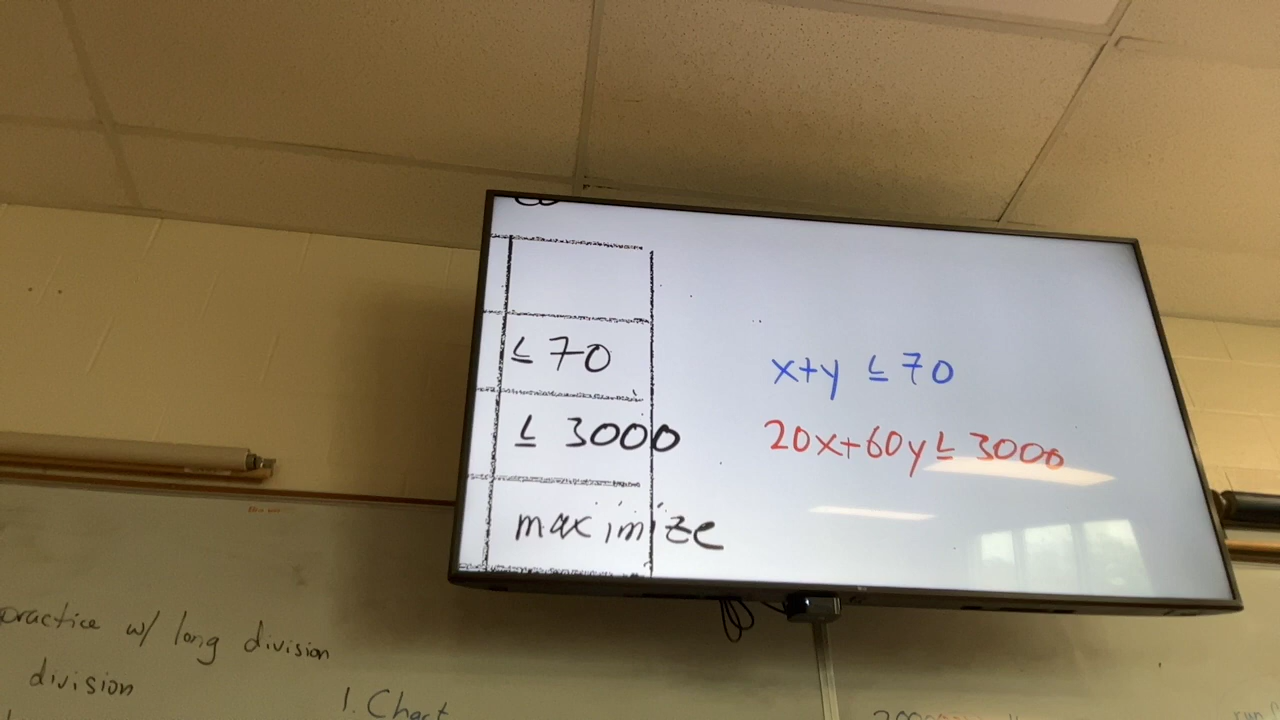 ≤ 70
≤ 3000
maximize
x+y ≤ 70
20x+60y ≤ 3000
practice w/ long division
division
1. Chart